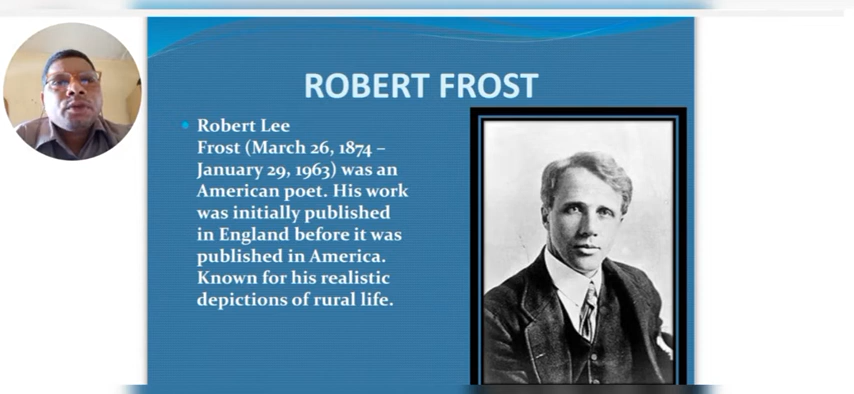 ROBERT FROST
Robert Lee
Frost (March 26, 1874 –
January 29, 1963) was an
American poet. His work
was initially published
in England before it was
published in America.
Known for his realistic
depictions of rural life.